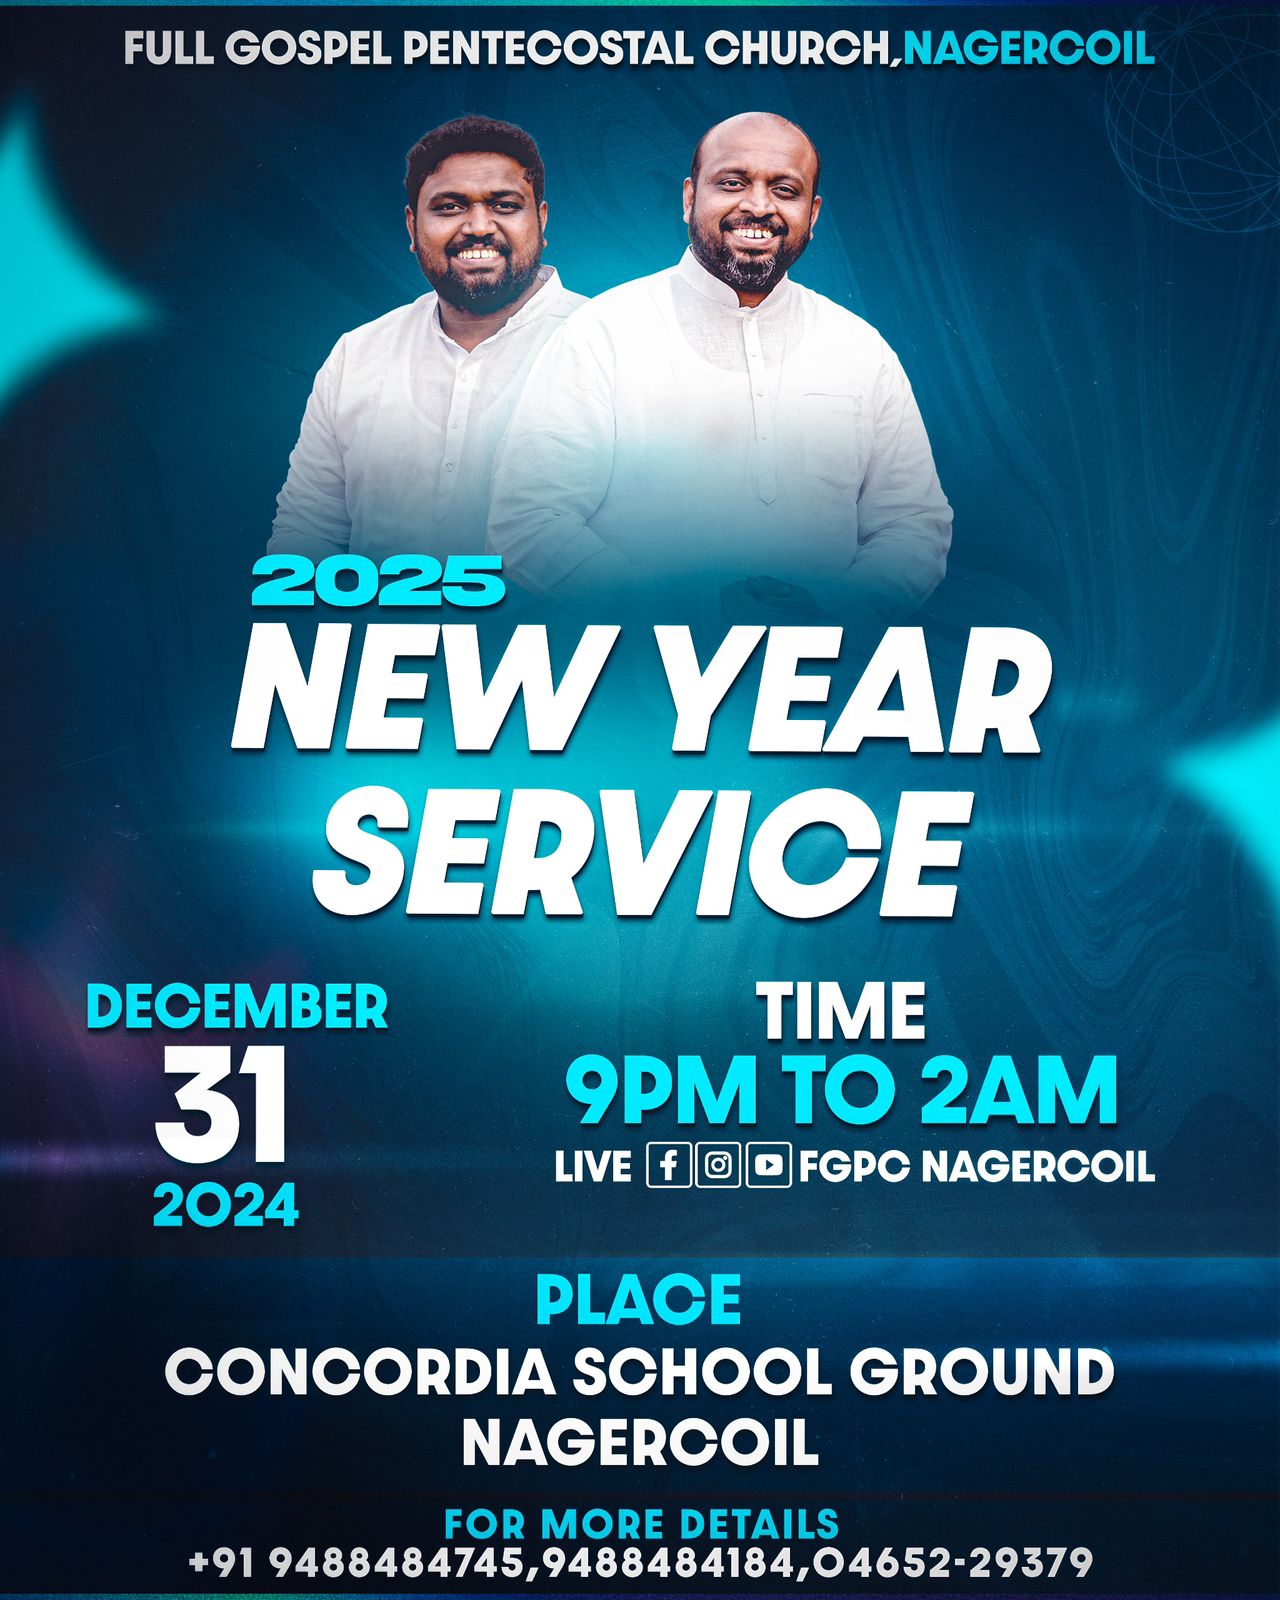 FULL GOSPEL PENTECOSTAL CHURCH,NAGERCOIL
2025
NEW YEAR
SERVICE
DECEMBER
31
2024
TIME
9PM TO 2AM
LIVE FGPC NAGERCOIL
PLACE
CONCORDIA SCHOOL GROUND
NAGERCOIL
FOR MORE DETAILS
+91 9488484745,9488484184,04652-29379